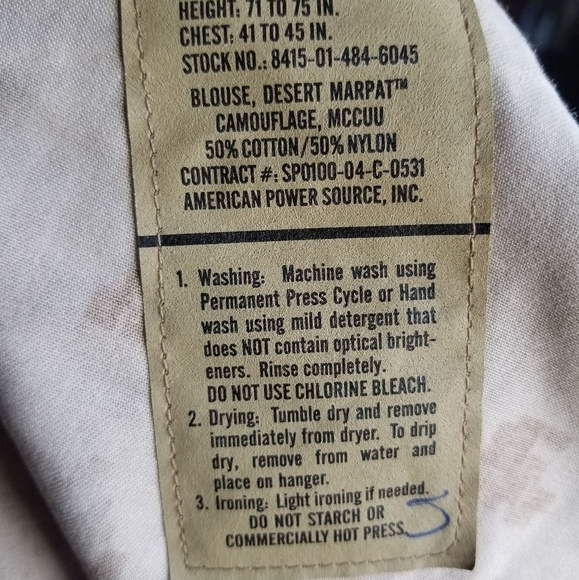 HEIGHT: 71 TO 75 IN.
CHEST: 41 TO 45 IN.
STOCK NO.: 8415-01-484-6045
BLOUSE, DESERT MARPAT™
CAMOUFLAGE, MCCUU
50% COTTON/50% NYLON
CONTRACT #: SP0100-04-C-0531
AMERICAN POWER SOURCE, INC.
1. Washing: Machine wash using
Permanent Press Cycle or Hand
wash using mild detergent that
does NOT contain optical bright-
eners. Rinse completely.
DO NOT USE CHLORINE BLEACH.
2. Drying: Tumble dry and remove
immediately from dryer. To drip
dry, remove from water and
place on hanger.
3. Ironing: Light ironing if needed.
DO NOT STARCH OR
COMMERCIALLY HOT PRESS.